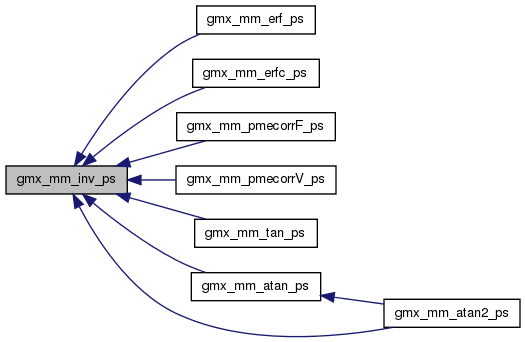 gmx_mm_erf_ps
gmx_mm_erfc_ps
gmx_mm_pmecorrF_ps
gmx_mm_inv_ps
gmx_mm_pmecorrV_ps
gmx_mm_tan_ps
gmx_mm_atan_ps
gmx_mm_atan2_ps